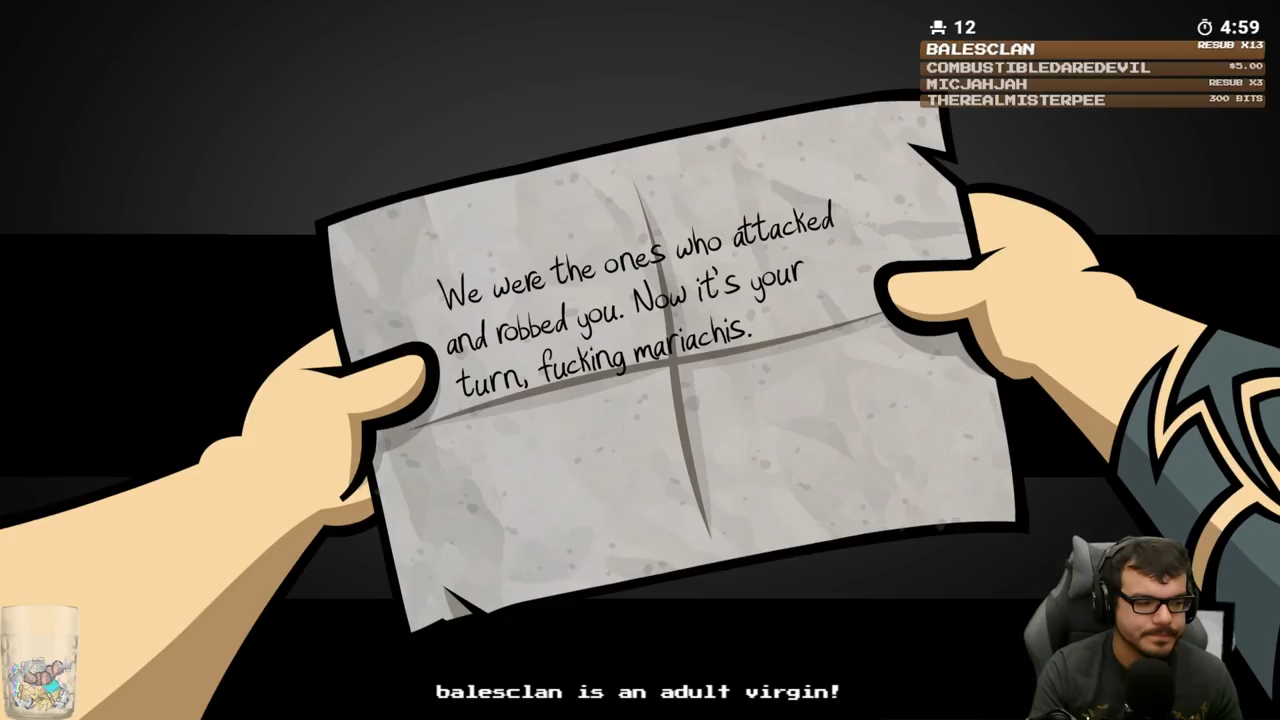 12
4:59
BALESCLAN RESUB X13
COMBUSTIBLEDAREDEVIL $5.00
MICJAHJAH RESUB X3
THEREALMISTERPEE 300 BITS
We were the ones who attacked
and robbed you. Now it's your
turn, fucking mariachis.
balesclan is an adult virgin!